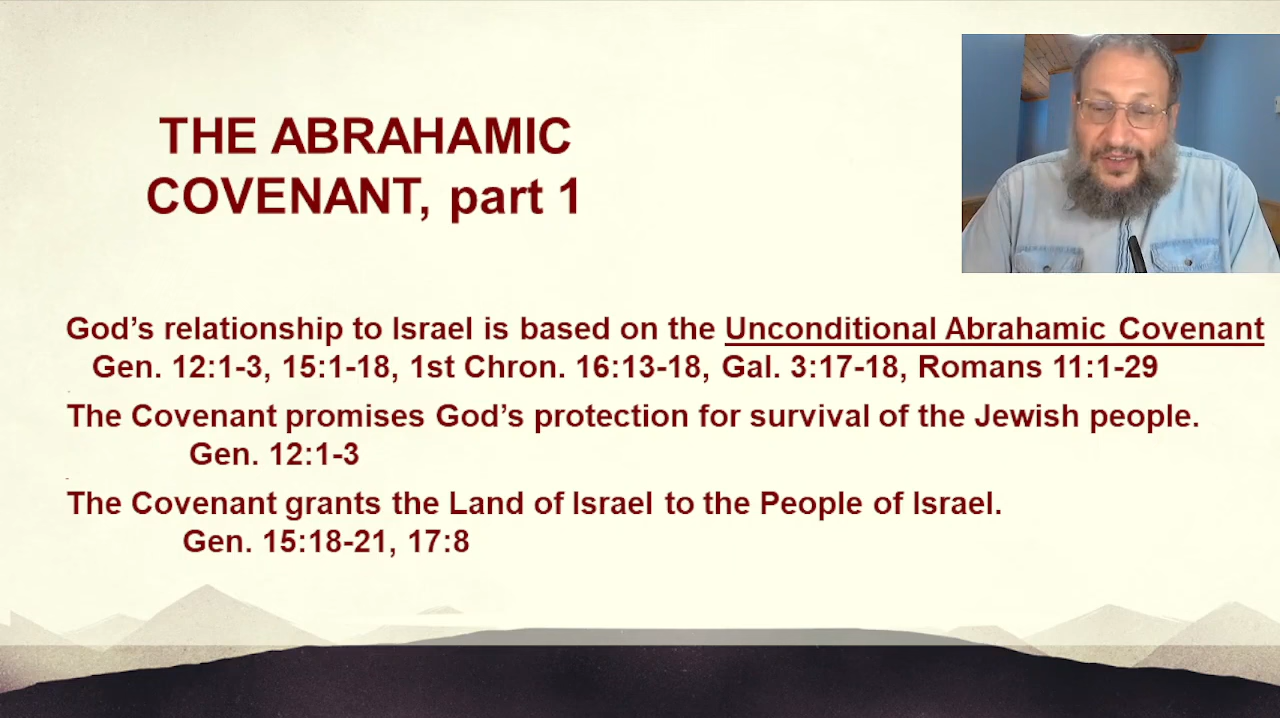 THE ABRAHAMIC
COVENANT, part 1
God’s relationship to Israel is based on the Unconditional Abrahamic Covenant
Gen. 12:1-3, 15:1-18, 1st Chron. 16:13-18, Gal. 3:17-18, Romans 11:1-29
The Covenant promises God’s protection for survival of the Jewish people.
Gen. 12:1-3
The Covenant grants the Land of Israel to the People of Israel.
Gen. 15:18-21, 17:8